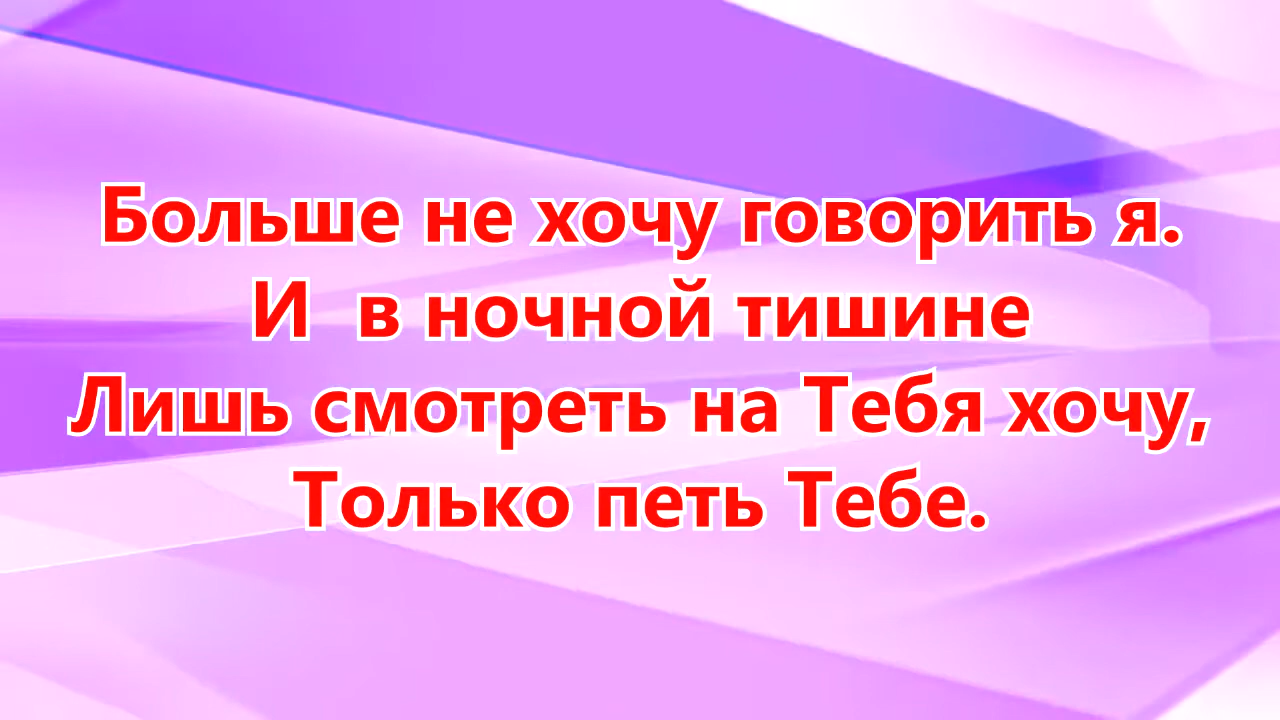 Больше не хочу говорить я.
И  в ночной тишине
Лишь смотреть на Тебя хочу,
Только петь Тебе.